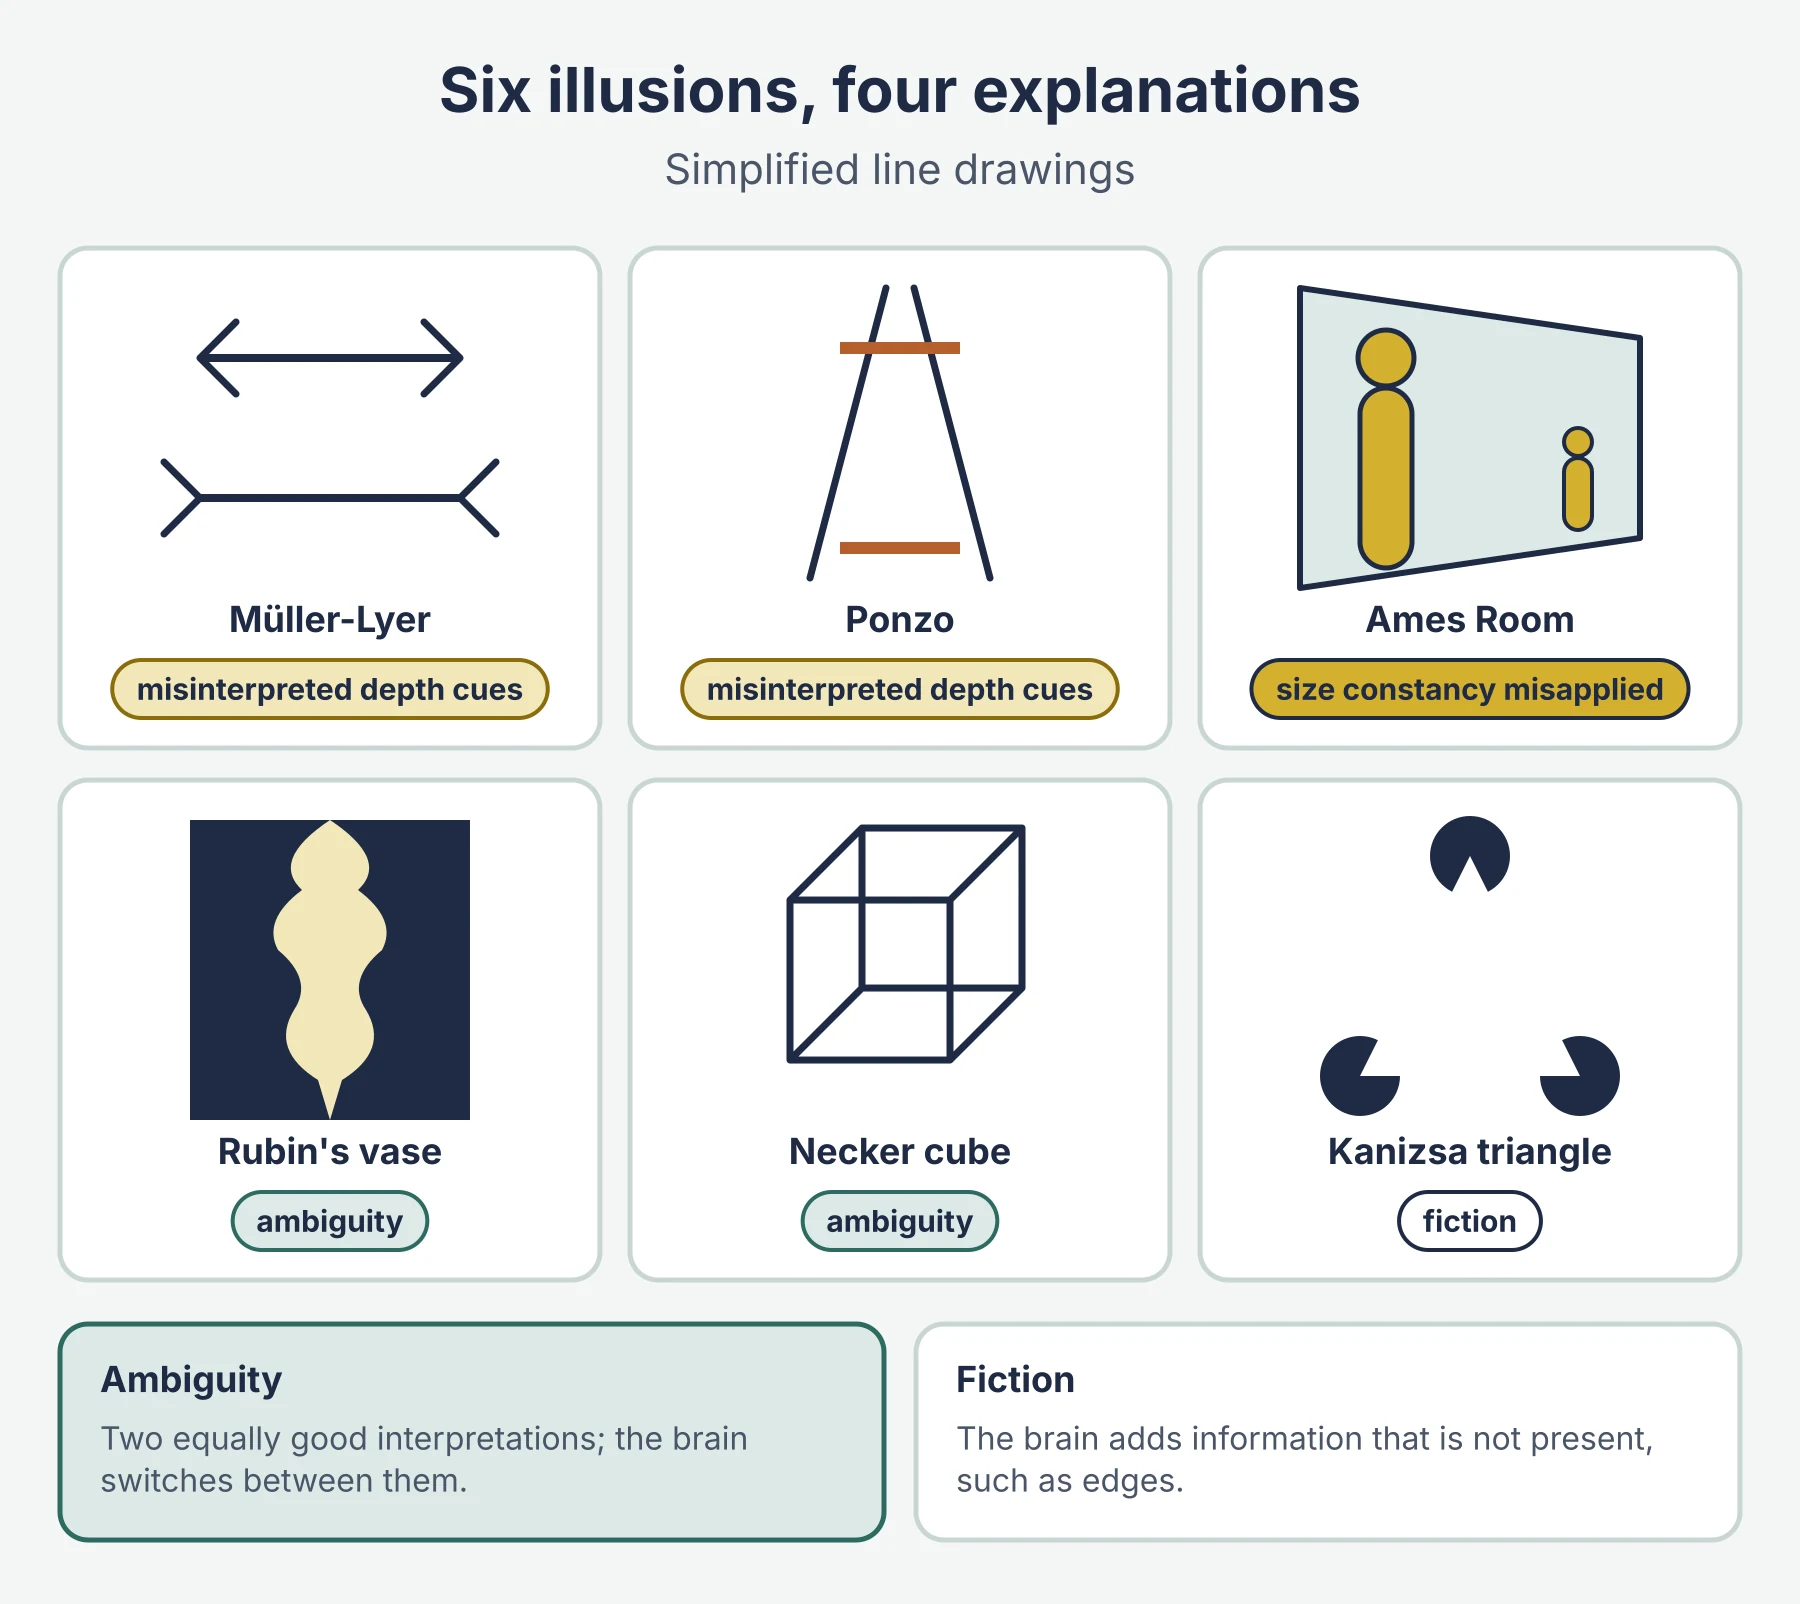 Six illusions, four explanations
Simplified line drawings
Müller-Lyer
misinterpreted depth cues
Ponzo
misinterpreted depth cues
Ames Room
size constancy misapplied
Rubin's vase
ambiguity
Necker cube
ambiguity
Kanizsa triangle
fiction
Ambiguity
Two equally good interpretations; the brain
switches between them.
Fiction
The brain adds information that is not present,
such as edges.